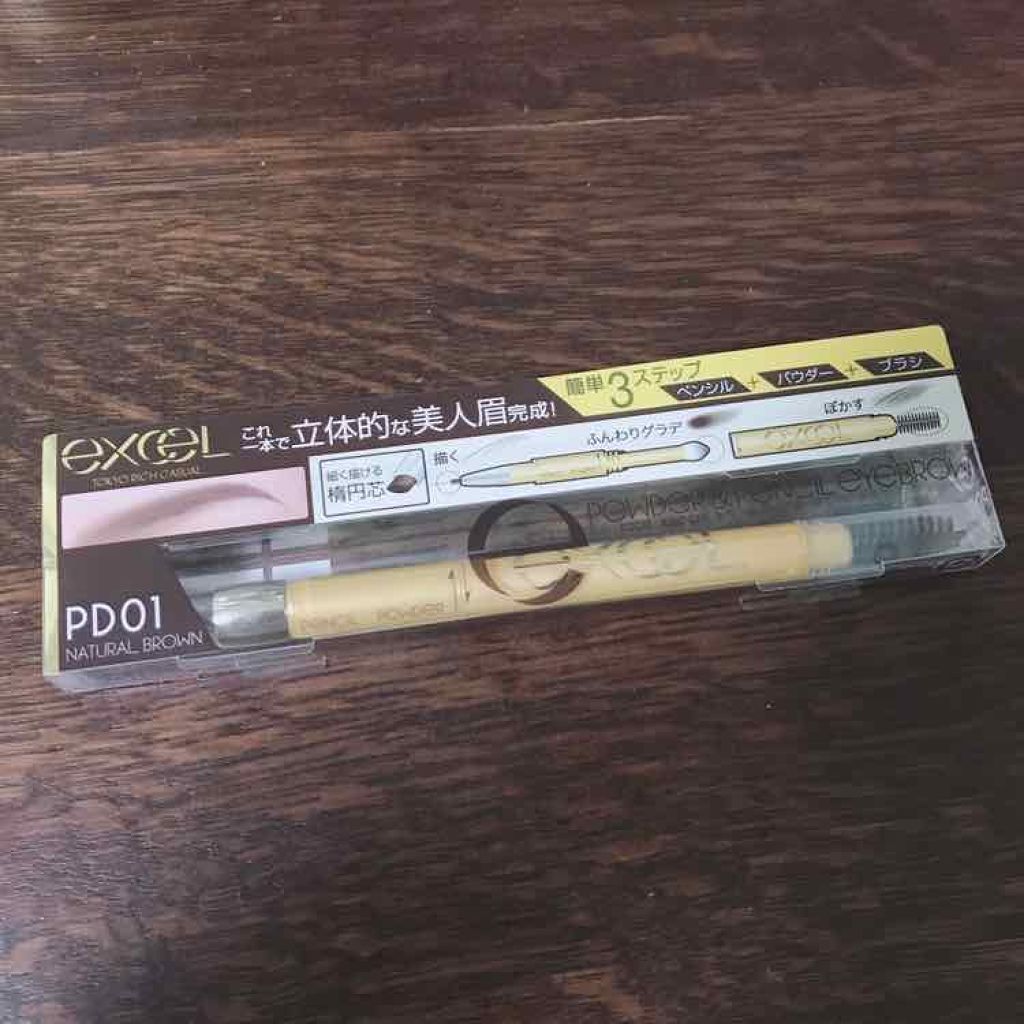 excel
TOKYO RICH CASUAL
これ一本で立体的な美人眉完成!
簡単3ステップ
ペンシル + パウダー + ブラシ
細く描ける
楕円芯
描く
ふんわりグラデ
ぼかす
excel
POWDER & PENCIL EYEBROW
e
excel
PENCIL POWDER
PD01
NATURAL BROWN